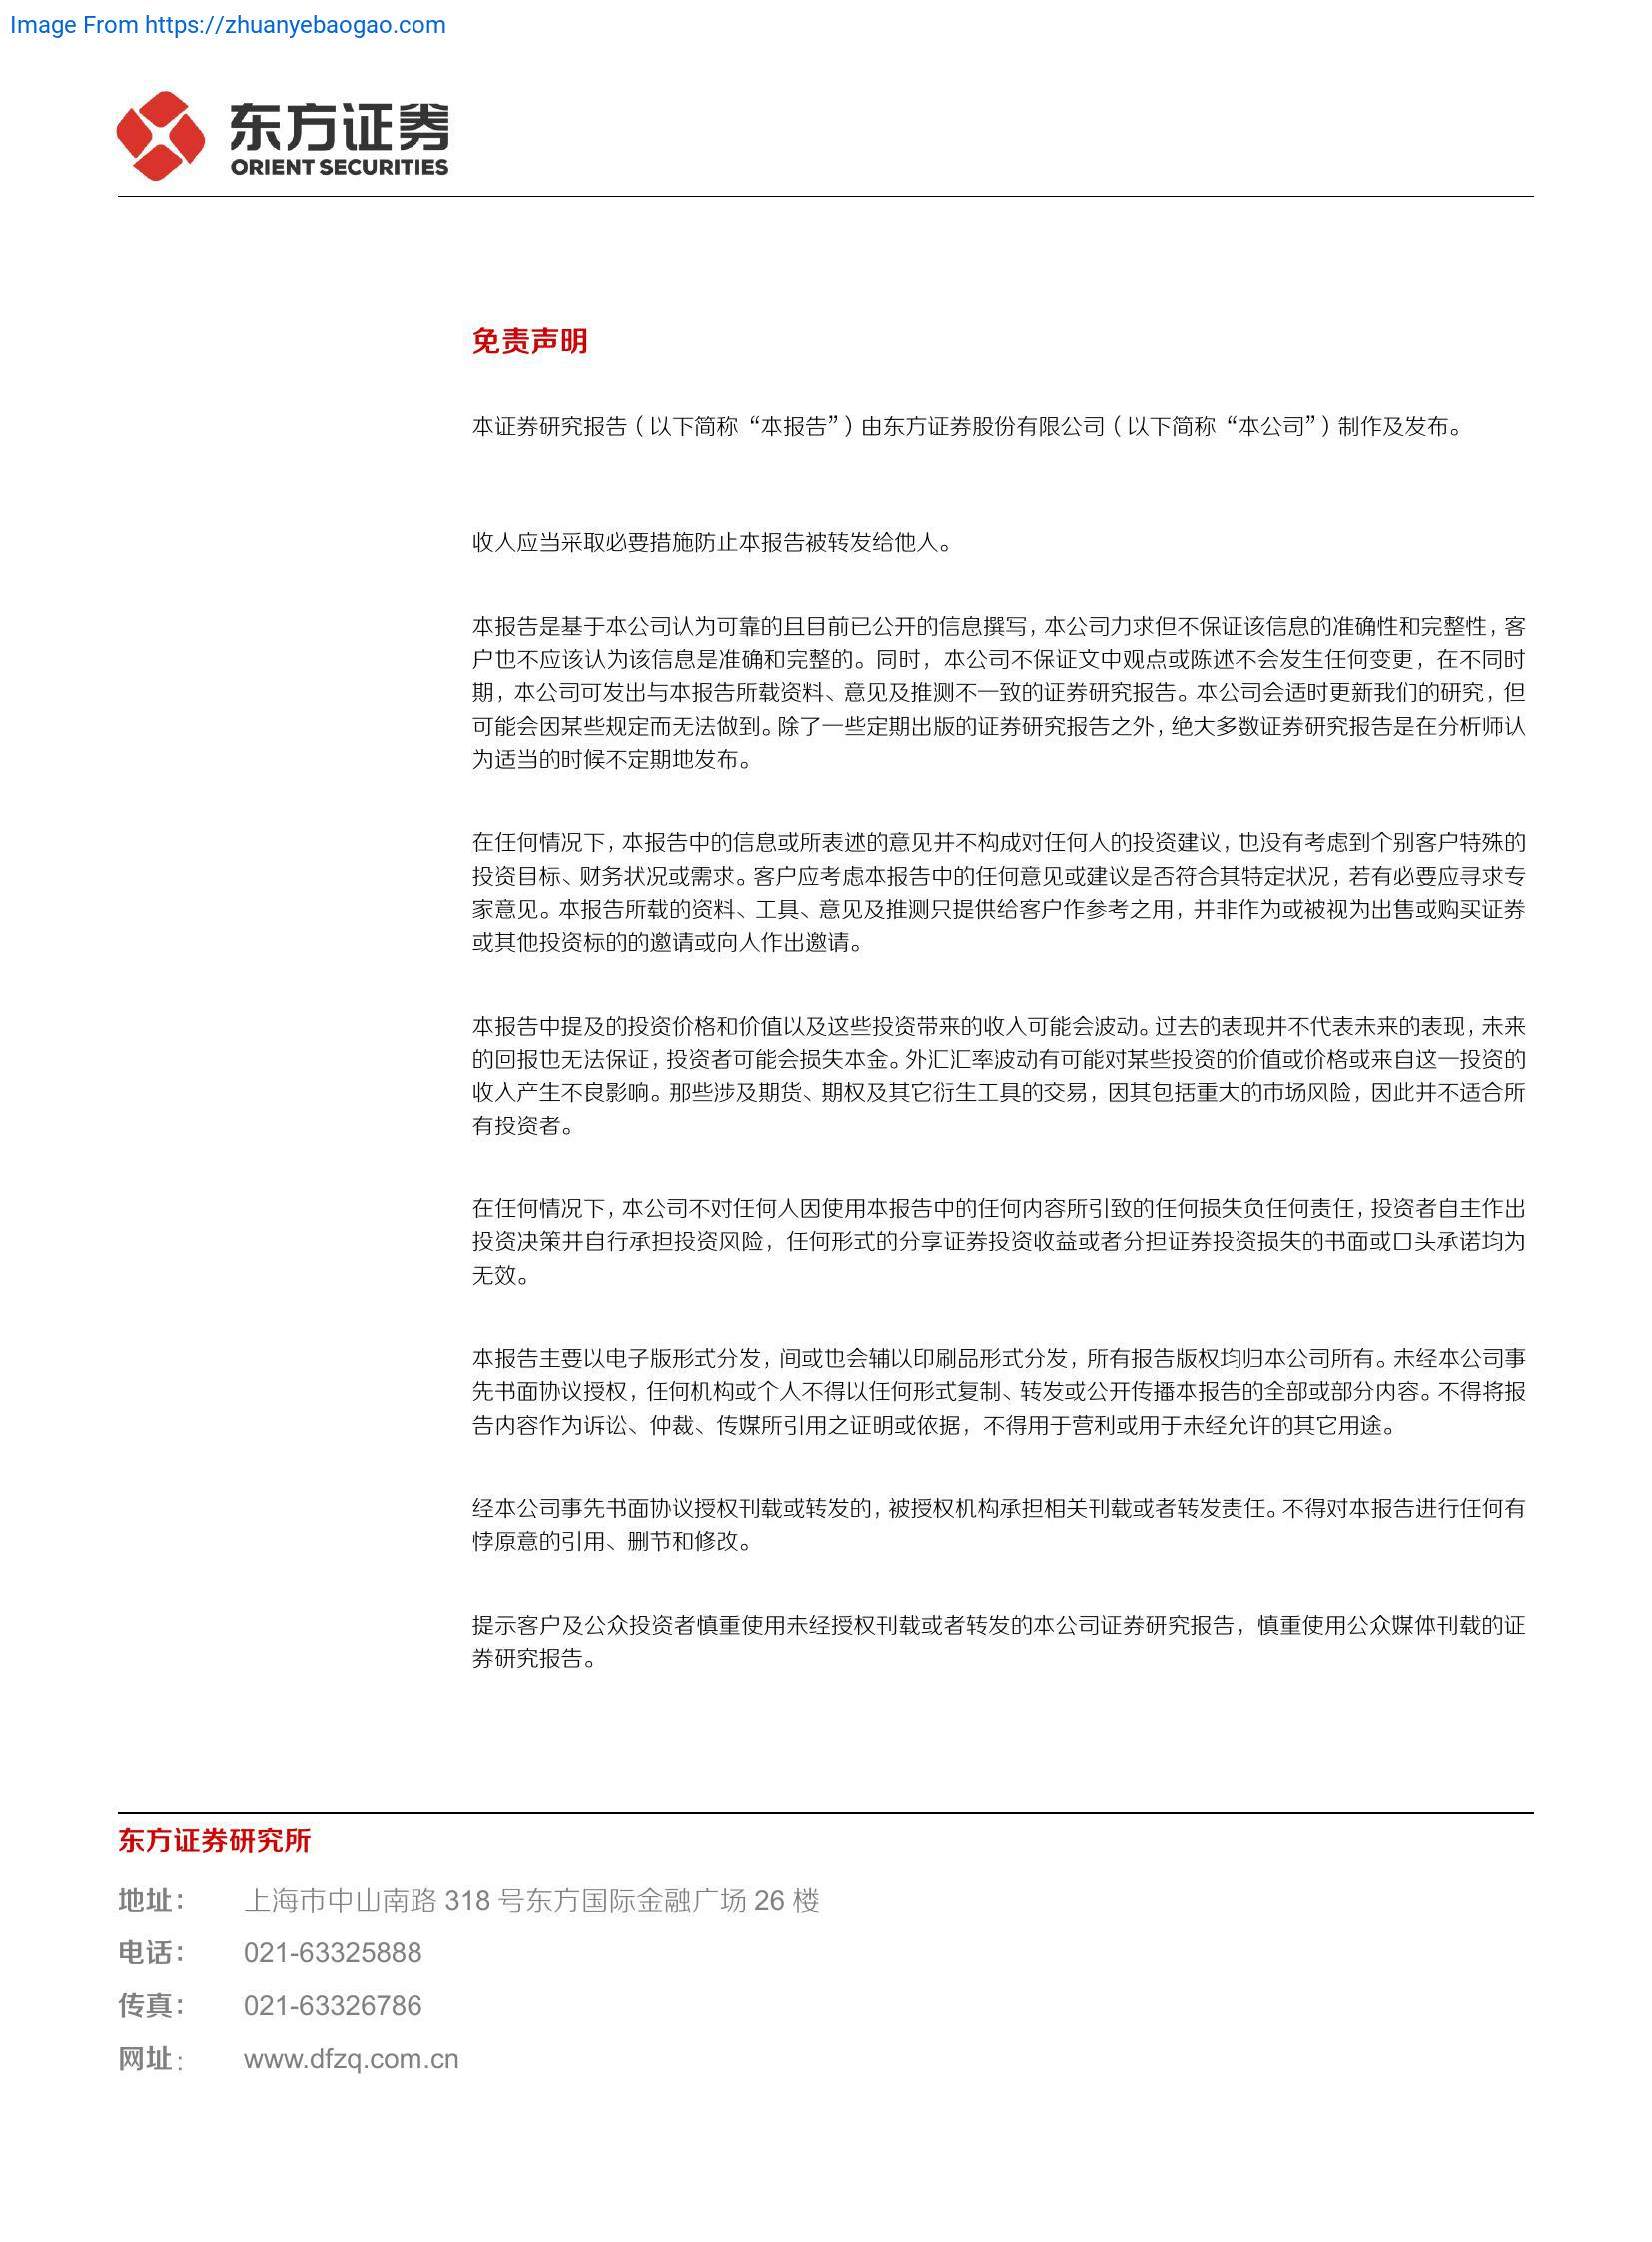 Image From https://zhuanyebaogao.com
东方证券
ORIENT SECURITIES
免责声明
本证券研究报告（以下简称“本报告”）由东方证券股份有限公司（以下简称“本公司”）制作及发布。
收人应当采取必要措施防止本报告被转发给他人。
本报告是基于本公司认为可靠的且目前已公开的信息撰写，本公司力求但不保证该信息的准确性和完整性，客
户也不应该认为该信息是准确和完整的。同时，本公司不保证文中观点或陈述不会发生任何变更，在不同时
期，本公司可发出与本报告所载资料、意见及推测不一致的证券研究报告。本公司会适时更新我们的研究，但
可能会因某些规定而无法做到。除了一些定期出版的证券研究报告之外，绝大多数证券研究报告是在分析师认
为适当的时候不定期地发布。
在任何情况下，本报告中的信息或所表述的意见并不构成对任何人的投资建议，也没有考虑到个别客户特殊的
投资目标、财务状况或需求。客户应考虑本报告中的任何意见或建议是否符合其特定状况，若有必要应寻求专
家意见。本报告所载的资料、工具、意见及推测只提供给客户作参考之用，并非作为或被视为出售或购买证券
或其他投资标的的邀请或向人作出邀请。
本报告中提及的投资价格和价值以及这些投资带来的收入可能会波动。过去的表现并不代表未来的表现，未来
的回报也无法保证，投资者可能会损失本金。外汇汇率波动有可能对某些投资的价值或价格或来自这一投资的
收入产生不良影响。那些涉及期货、期权及其它衍生工具的交易，因其包括重大的市场风险，因此并不适合所
有投资者。
在任何情况下，本公司不对任何人因使用本报告中的任何内容所引致的任何损失负任何责任，投资者自主作出
投资决策并自行承担投资风险，任何形式的分享证券投资收益或者分担证券投资损失的书面或口头承诺均为
无效。
本报告主要以电子版形式分发，间或也会辅以印刷品形式分发，所有报告版权均归本公司所有。未经本公司事
先书面协议授权，任何机构或个人不得以任何形式复制、转发或公开传播本报告的全部或部分内容。不得将报
告内容作为诉讼、仲裁、传媒所引用之证明或依据，不得用于营利或用于未经允许的其它用途。
经本公司事先书面协议授权刊载或转发的，被授权机构承担相关刊载或者转发责任。不得对本报告进行任何有
悖原意的引用、删节和修改。
提示客户及公众投资者慎重使用未经授权刊载或者转发的本公司证券研究报告，慎重使用公众媒体刊载的证
券研究报告。
东方证券研究所
地址： 上海市中山南路 318 号东方国际金融广场 26 楼
电话： 021-63325888
传真： 021-63326786
网址： www.dfzq.com.cn